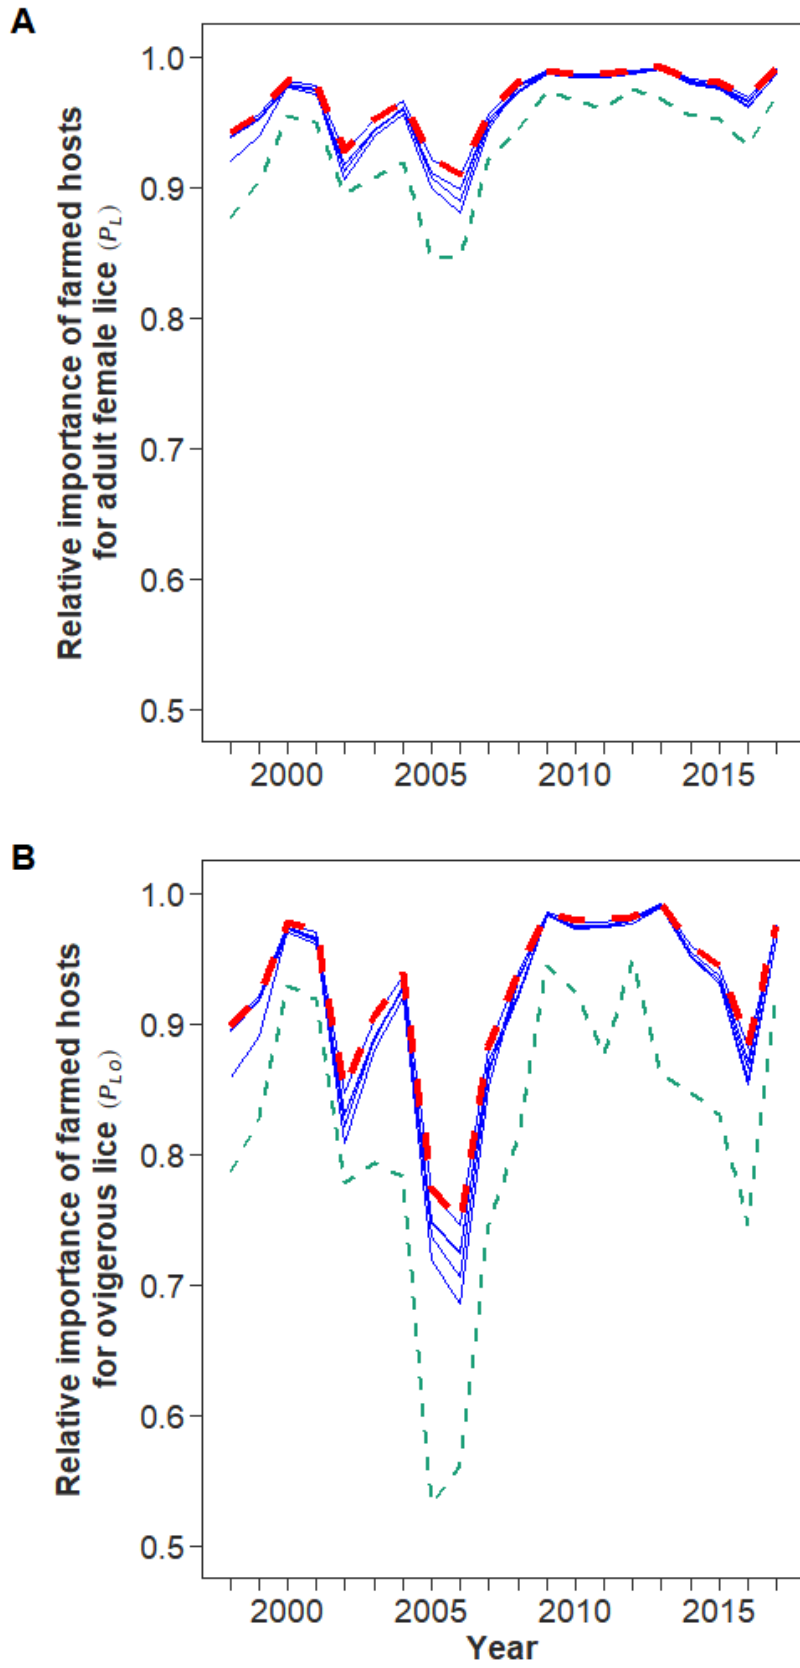 A
Relative importance of farmed hosts
for adult female lice (P_L)
1.0
0.9
0.8
0.7
0.6
0.5
2000 2005 2010 2015
B
Relative importance of farmed hosts
for ovigerous lice (P_LO)
1.0
0.9
0.8
0.7
0.6
0.5
2000 2005 2010 2015
Year